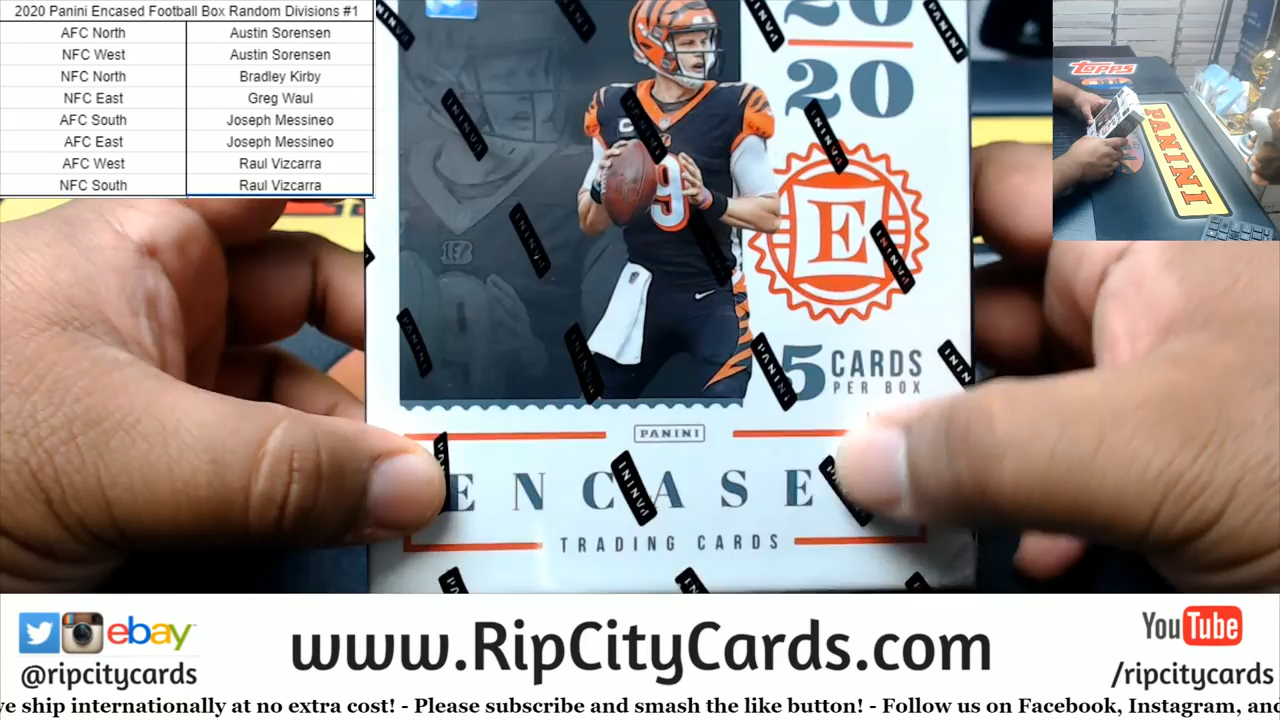 2020 Panini Encased Football Box Random Divisions #1
AFC North Austin Sorensen
NFC West Austin Sorensen
NFC North Bradley Kirby
NFC East Greg Waul
AFC South Joseph Messineo
AFC East Joseph Messineo
AFC West Raul Vizcarra
NFC South Raul Vizcarra
Topps
PANINI
20
20
9
E
5 CARDS
PER BOX
PANINI
ENCASE
TRADING CARDS
PANINI
PANINI
PANINI
PANINI
PANINI
PANINI
PANINI
PANINI
PANINI
PANINI
PANINI
ebay
@ripcitycards
www.RipCityCards.com
YouTube
/ripcitycards
ve ship internationally at no extra cost! - Please subscribe and smash the like button! - Follow us on Facebook, Instagram, and